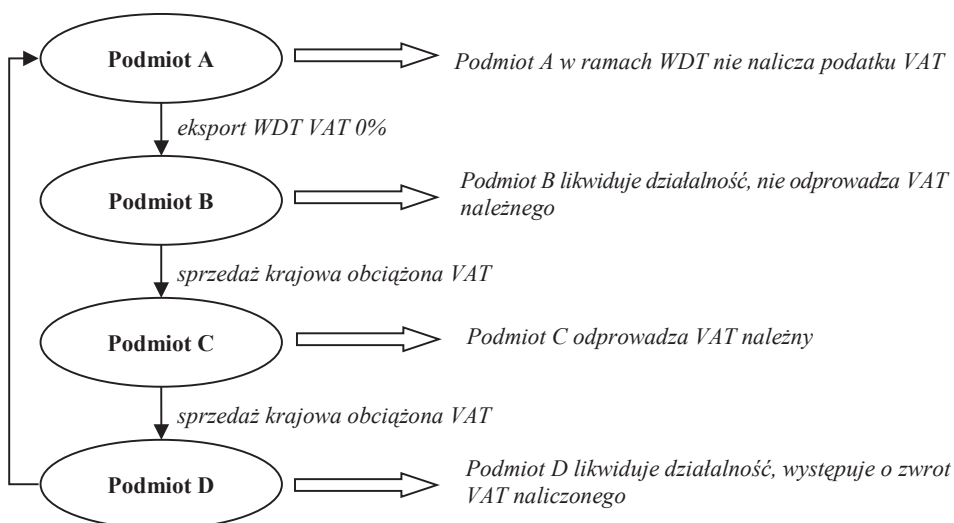 Podmiot A
Podmiot A w ramach WDT nie nalicza podatku VAT
eksport WDT VAT 0%
Podmiot B
Podmiot B likwiduje działalność, nie odprowadza VAT
należnego
sprzedaż krajowa obciążona VAT
Podmiot C
Podmiot C odprowadza VAT należny
sprzedaż krajowa obciążona VAT
Podmiot D
Podmiot D likwiduje działalność, występuje o zwrot
VAT naliczonego